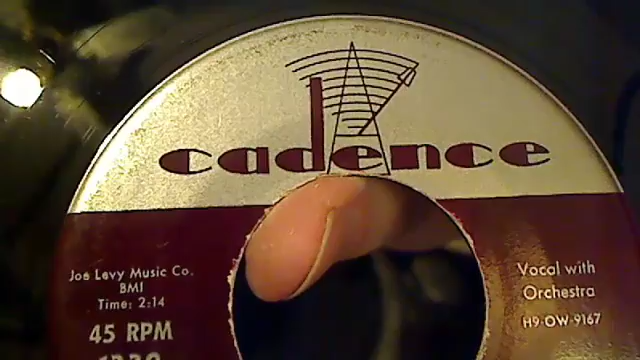 cadence
Joe Levy Music Co.
BMI
Time: 2:14
45 RPM
Vocal with
Orchestra
H9-OW-9167